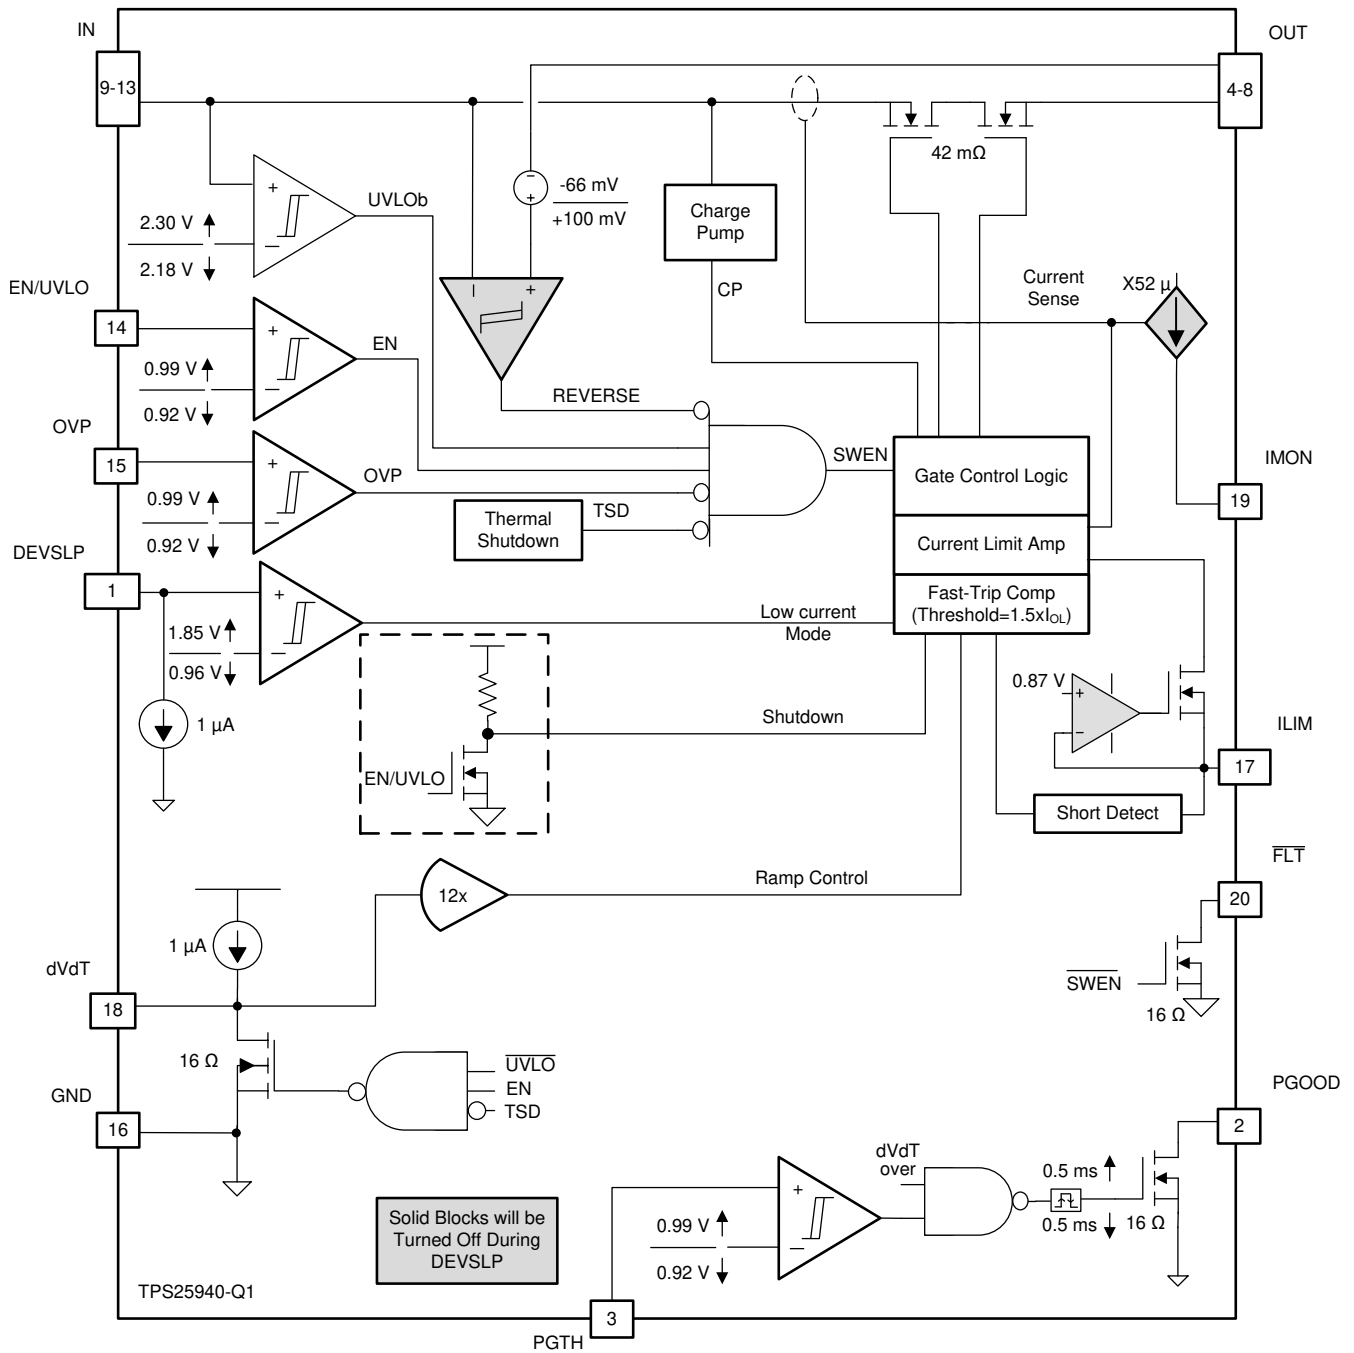 IN
OUT
9-13
4-8
42 mΩ
-66 mV
+100 mV
Charge
Pump
UVLOb
2.30 V
2.18 V
+
−
−
+
CP
Current
Sense
X52 µ
EN/UVLO
14
EN
0.99 V
0.92 V
+
−
−
+
REVERSE
OVP
15
OVP
0.99 V
0.92 V
+
−
SWEN
Gate Control Logic
IMON
19
Thermal
Shutdown
TSD
Current Limit Amp
DEVSLP
1
Fast-Trip Comp
(Threshold=1.5xIOL)
Low current
Mode
+
−
1.85 V
0.96 V
1 µA
0.87 V
+
−
Shutdown
EN/UVLO
ILIM
17
Short Detect
FLT
20
Ramp Control
12x
1 µA
dVdT
18
SWEN
16 Ω
16 Ω
UVLO
EN
TSD
GND
16
PGOOD
2
dVdT
over
0.5 ms
0.5 ms
16 Ω
+
−
0.99 V
0.92 V
Solid Blocks will be
Turned Off During
DEVSLP
TPS25940-Q1
3
PGTH